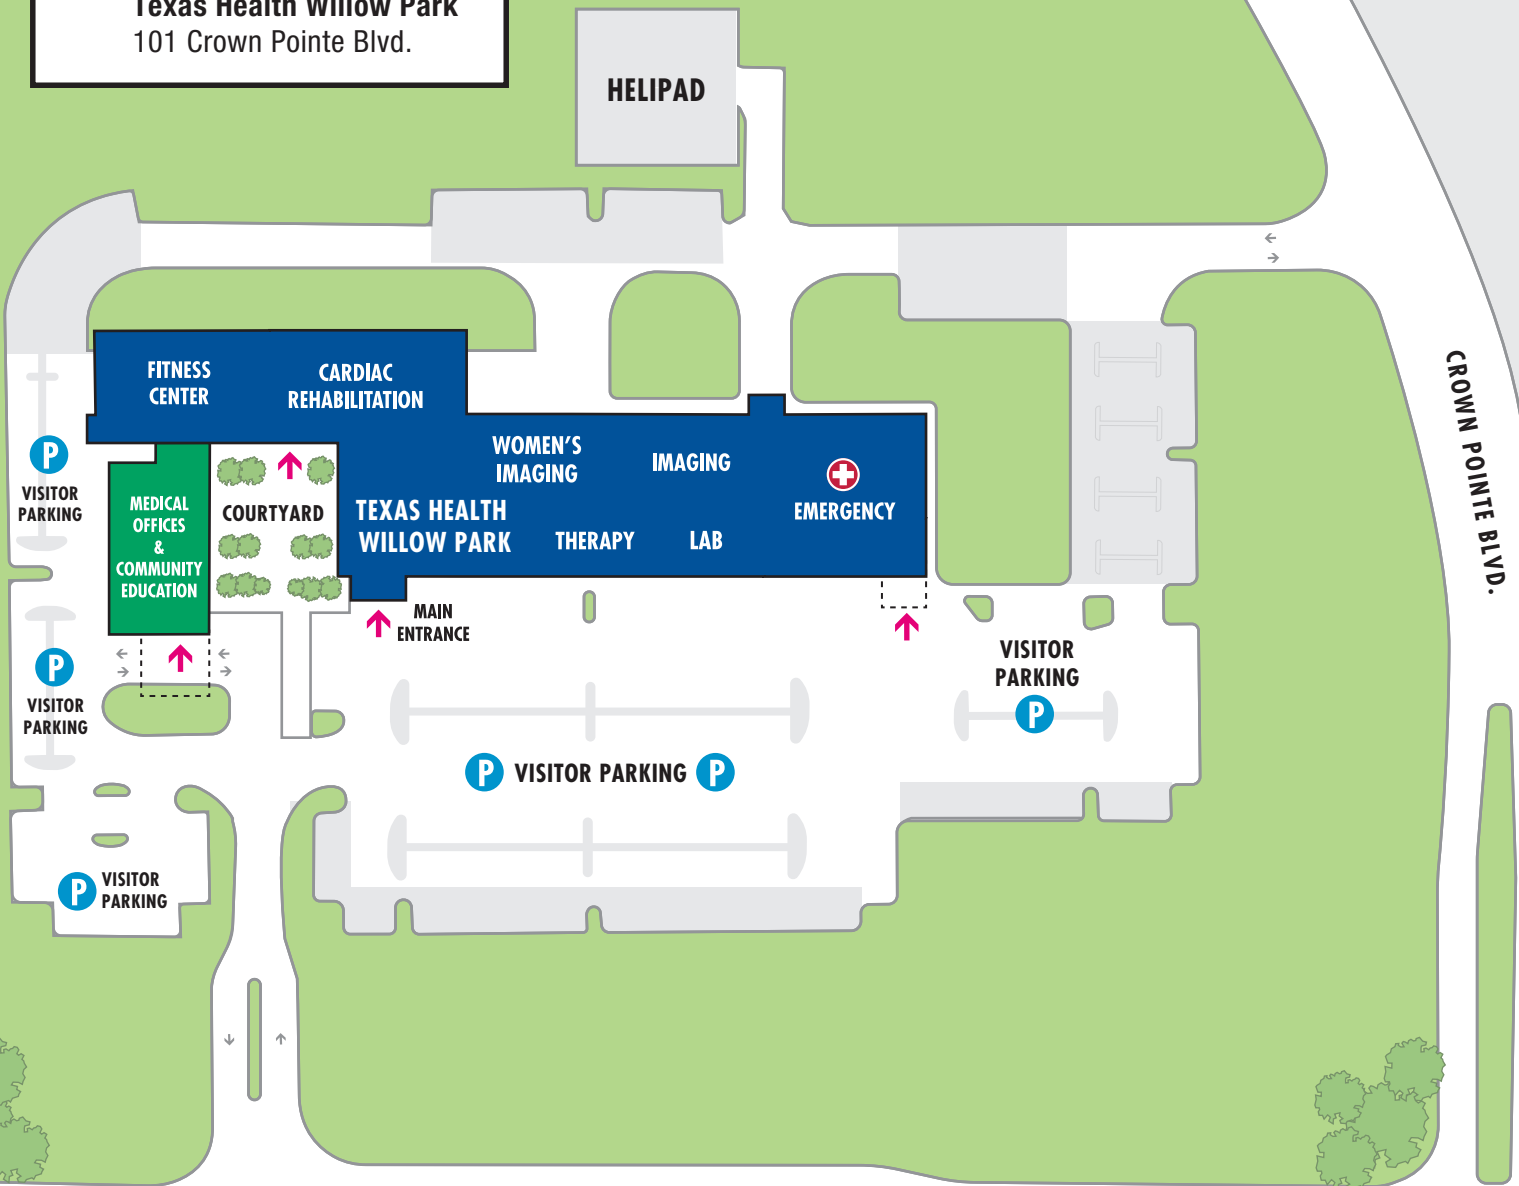 Texas Health Willow Park
101 Crown Pointe Blvd.
HELIPAD
FITNESS
CENTER
CARDIAC
REHABILITATION
WOMEN'S
IMAGING
IMAGING
EMERGENCY
TEXAS HEALTH
WILLOW PARK
THERAPY
LAB
P
VISITOR
PARKING
MEDICAL
OFFICES
&
COMMUNITY
EDUCATION
COURTYARD
MAIN
ENTRANCE
CROWN POINTE BLVD.
P
VISITOR
PARKING
VISITOR
PARKING
P
P VISITOR PARKING P
P VISITOR
PARKING